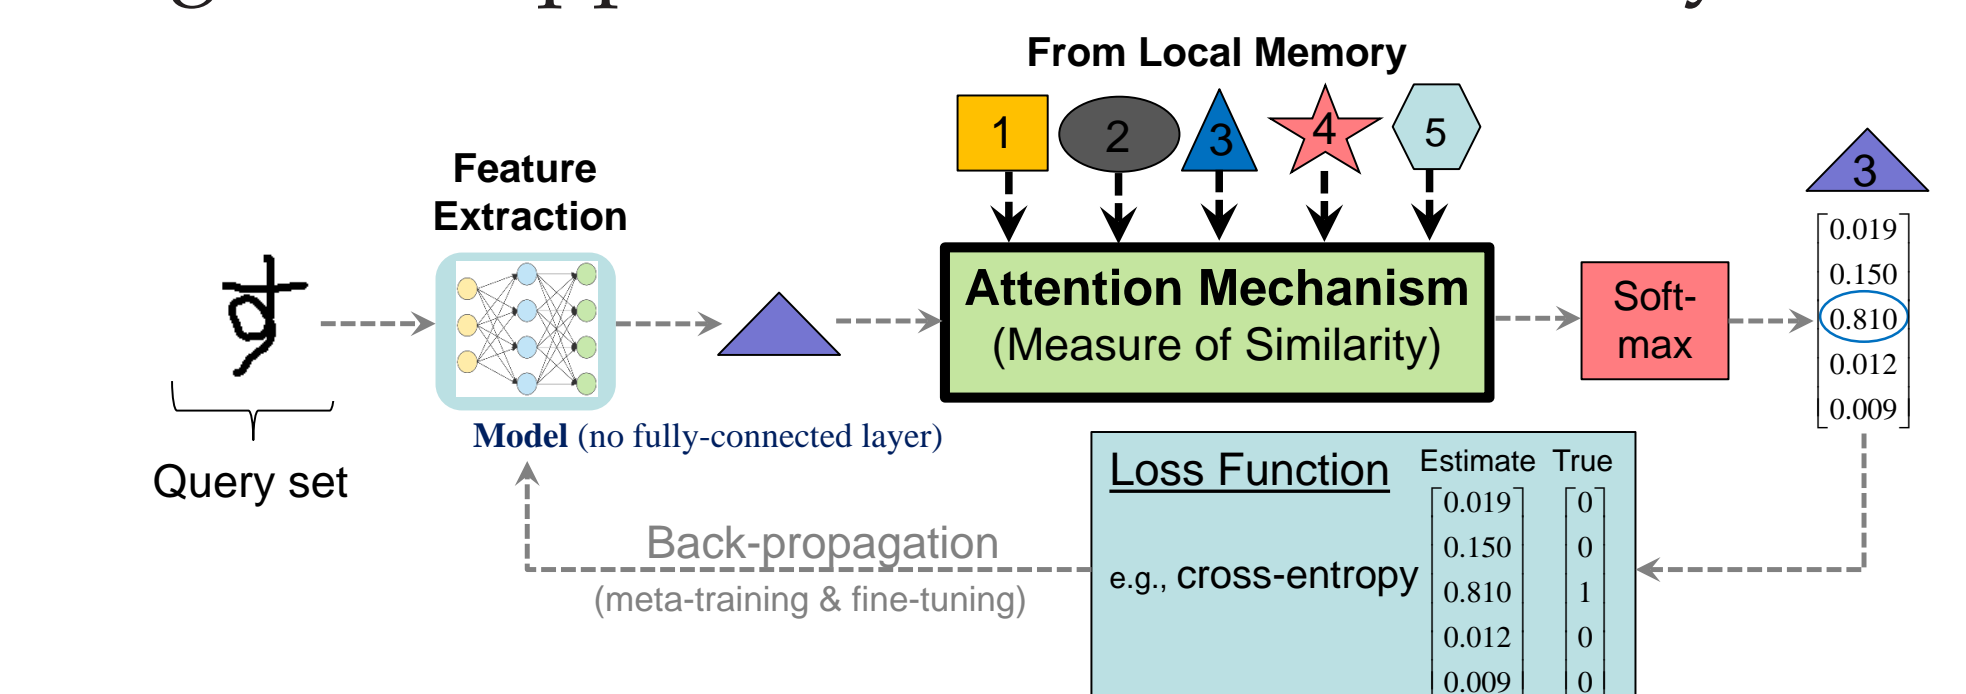 From Local Memory
1 2 3 4 5
3
Feature
Extraction
す
Attention Mechanism
(Measure of Similarity)
Soft-
max
0.019
0.150
0.810
0.012
0.009
Model (no fully-connected layer)
Query set
Loss Function Estimate True
0.019 0
0.150 0
e.g., cross-entropy 0.810 1
0.012 0
0.009 0
Back-propagation
(meta-training & fine-tuning)